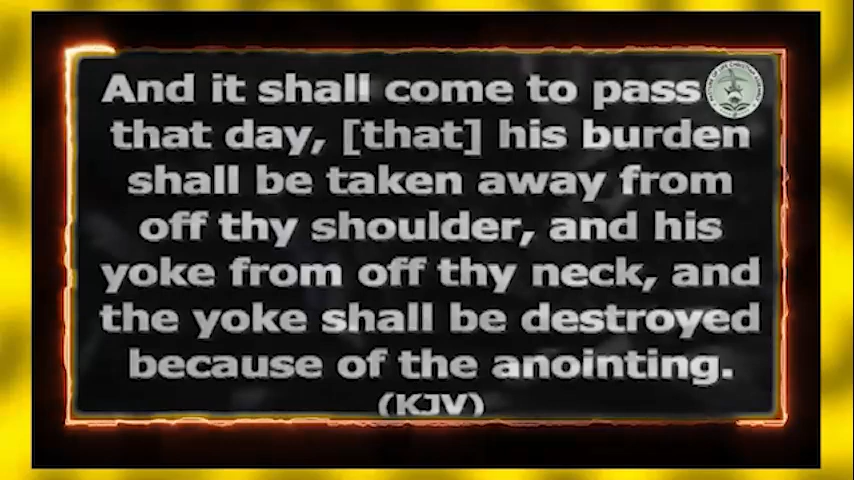 And it shall come to pass
that day, [that] his burden
shall be taken away from
off thy shoulder, and his
yoke from off thy neck, and
the yoke shall be destroyed
because of the anointing.
(KJV)